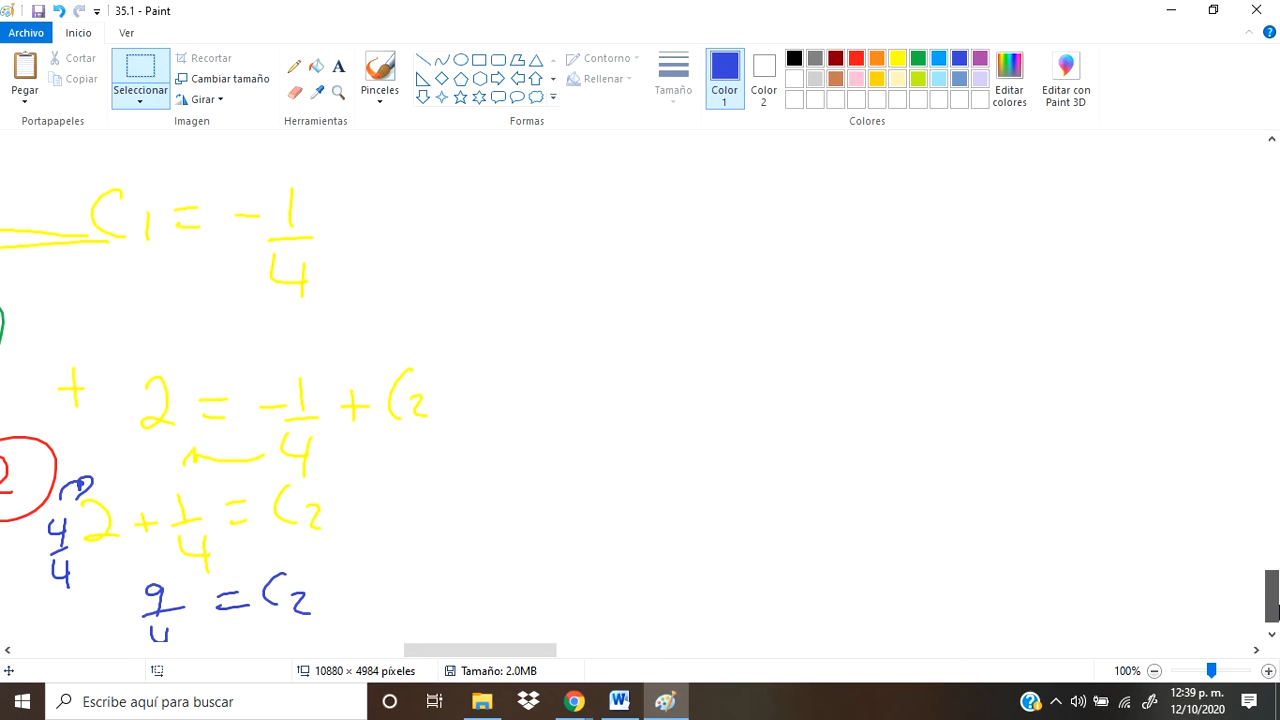 35.1 - Paint
Archivo Inicio Ver
Pegar
Cortar
Copiar
Portapapeles
Seleccionar
Recortar
Cambiar tamaño
Girar
Imagen
A
Herramientas
Pinceles
Contorno
Rellenar
Formas
Tamaño
Color 1
Color 2
Editar colores
Editar con Paint 3D
Colores
C1 = - 1/4
+ 2 = - 1/4 + C2
2
4/4 2 + 1/4 = C2
9/4 = C2
10880 × 4984 píxeles Tamaño: 2.0MB 100%
Escribe aquí para buscar
12:39 p. m.
12/10/2020